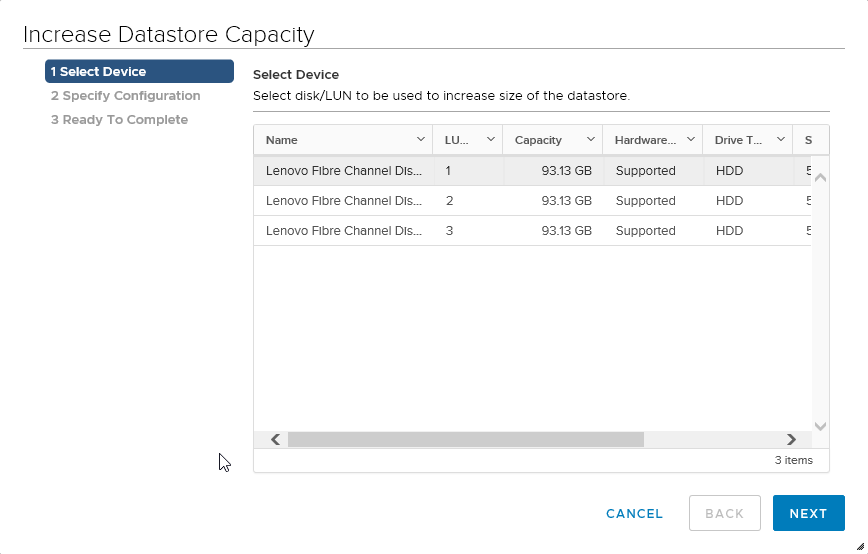 Increase Datastore Capacity
1 Select Device
2 Specify Configuration
3 Ready To Complete
Select Device
Select disk/LUN to be used to increase size of the datastore.
Name LU... Capacity Hardware... Drive T... S
Lenovo Fibre Channel Dis... 1 93.13 GB Supported HDD 5
Lenovo Fibre Channel Dis... 2 93.13 GB Supported HDD 5
Lenovo Fibre Channel Dis... 3 93.13 GB Supported HDD 5
3 items
CANCEL BACK NEXT